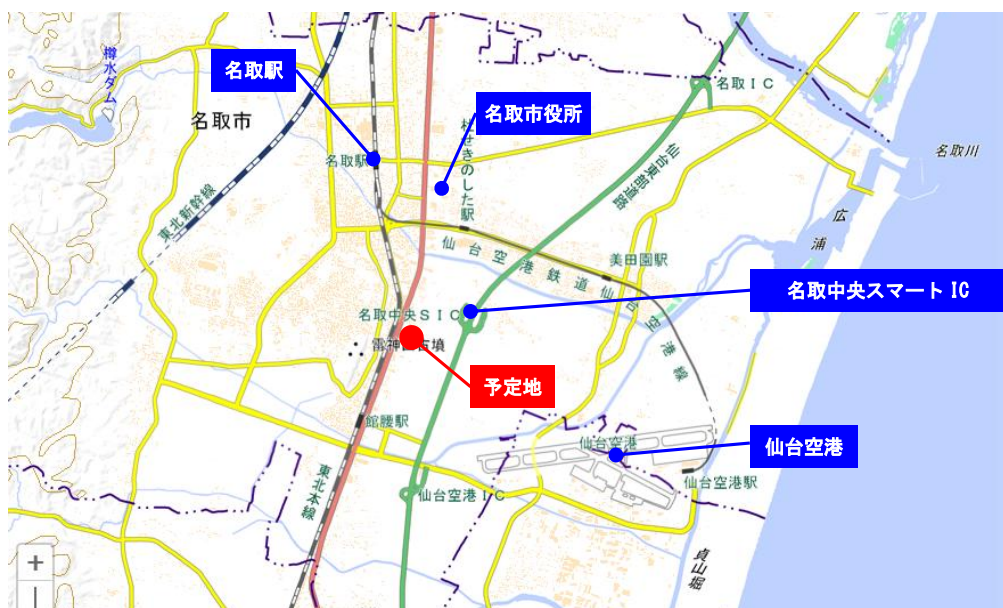 樽水ダム
名取駅
名取市
名取IC
名取市役所
名取駅
杜せきのした駅
名取川
仙台東部道路
東北新幹線
広浦
仙台空港鉄道仙台空港線
美田園駅
名取中央スマートIC
名取中央SIC
雷神
古墳
予定地
館腰駅
仙台空港
仙台空港
東北本線
仙台空港IC
仙台空港駅
貞山堀
+